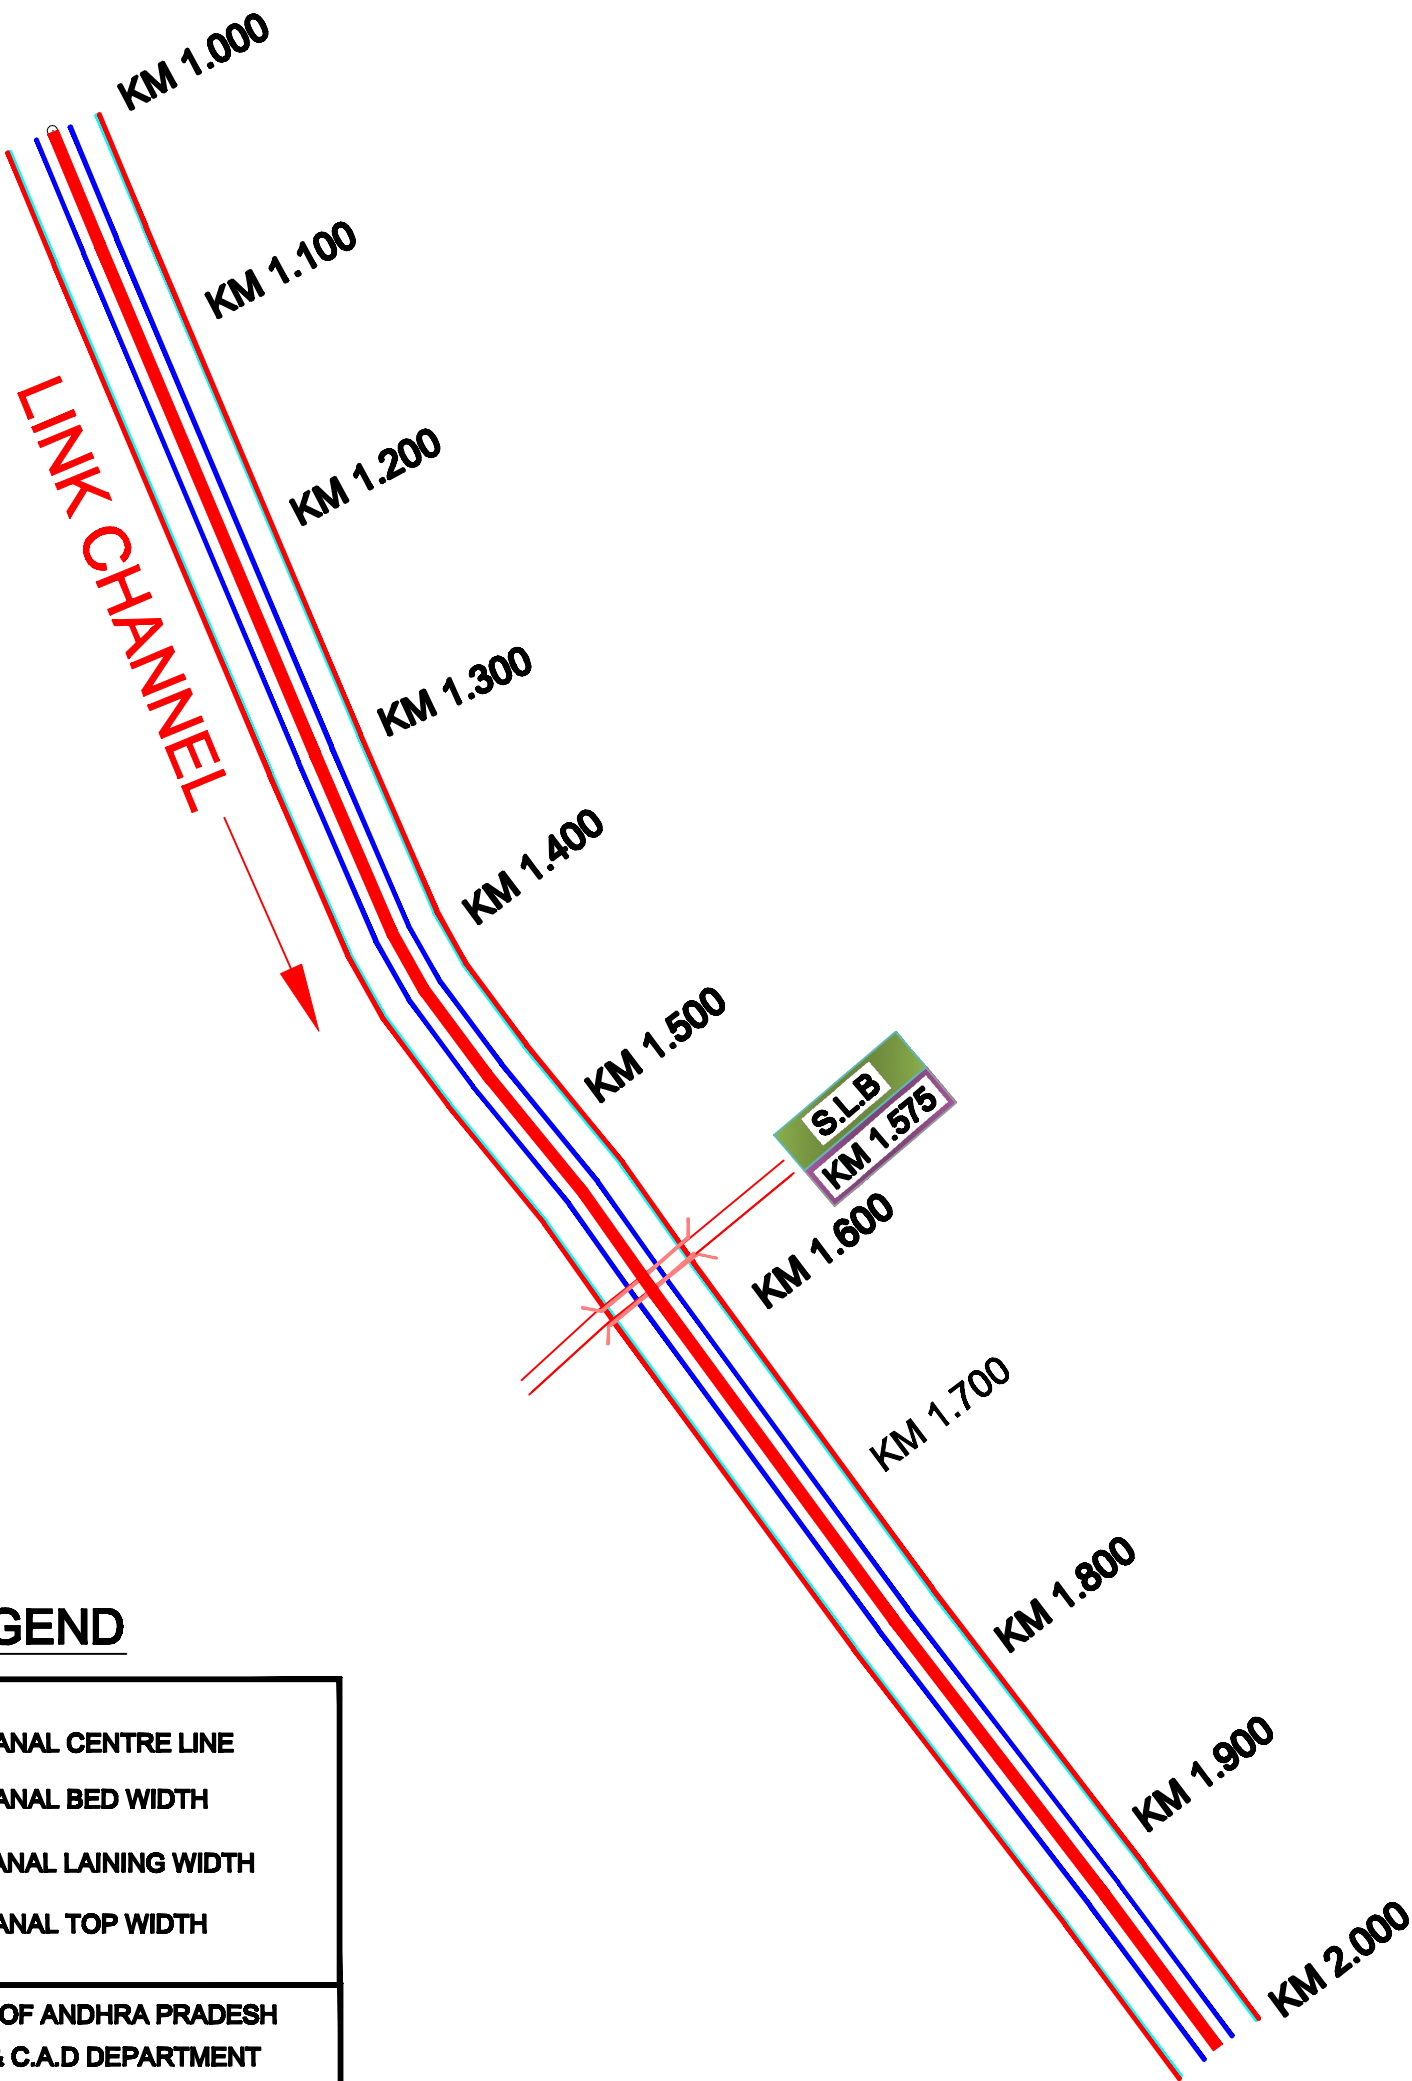 KM 1.000
KM 1.100
KM 1.200
KM 1.300
KM 1.400
KM 1.500
KM 1.600
KM 1.700
KM 1.800
KM 1.900
KM 2.000
LINK CHANNEL
S.L.B
KM 1.575
GEND
ANAL CENTRE LINE
ANAL BED WIDTH
ANAL LAINING WIDTH
ANAL TOP WIDTH
OF ANDHRA PRADESH
& C.A.D DEPARTMENT